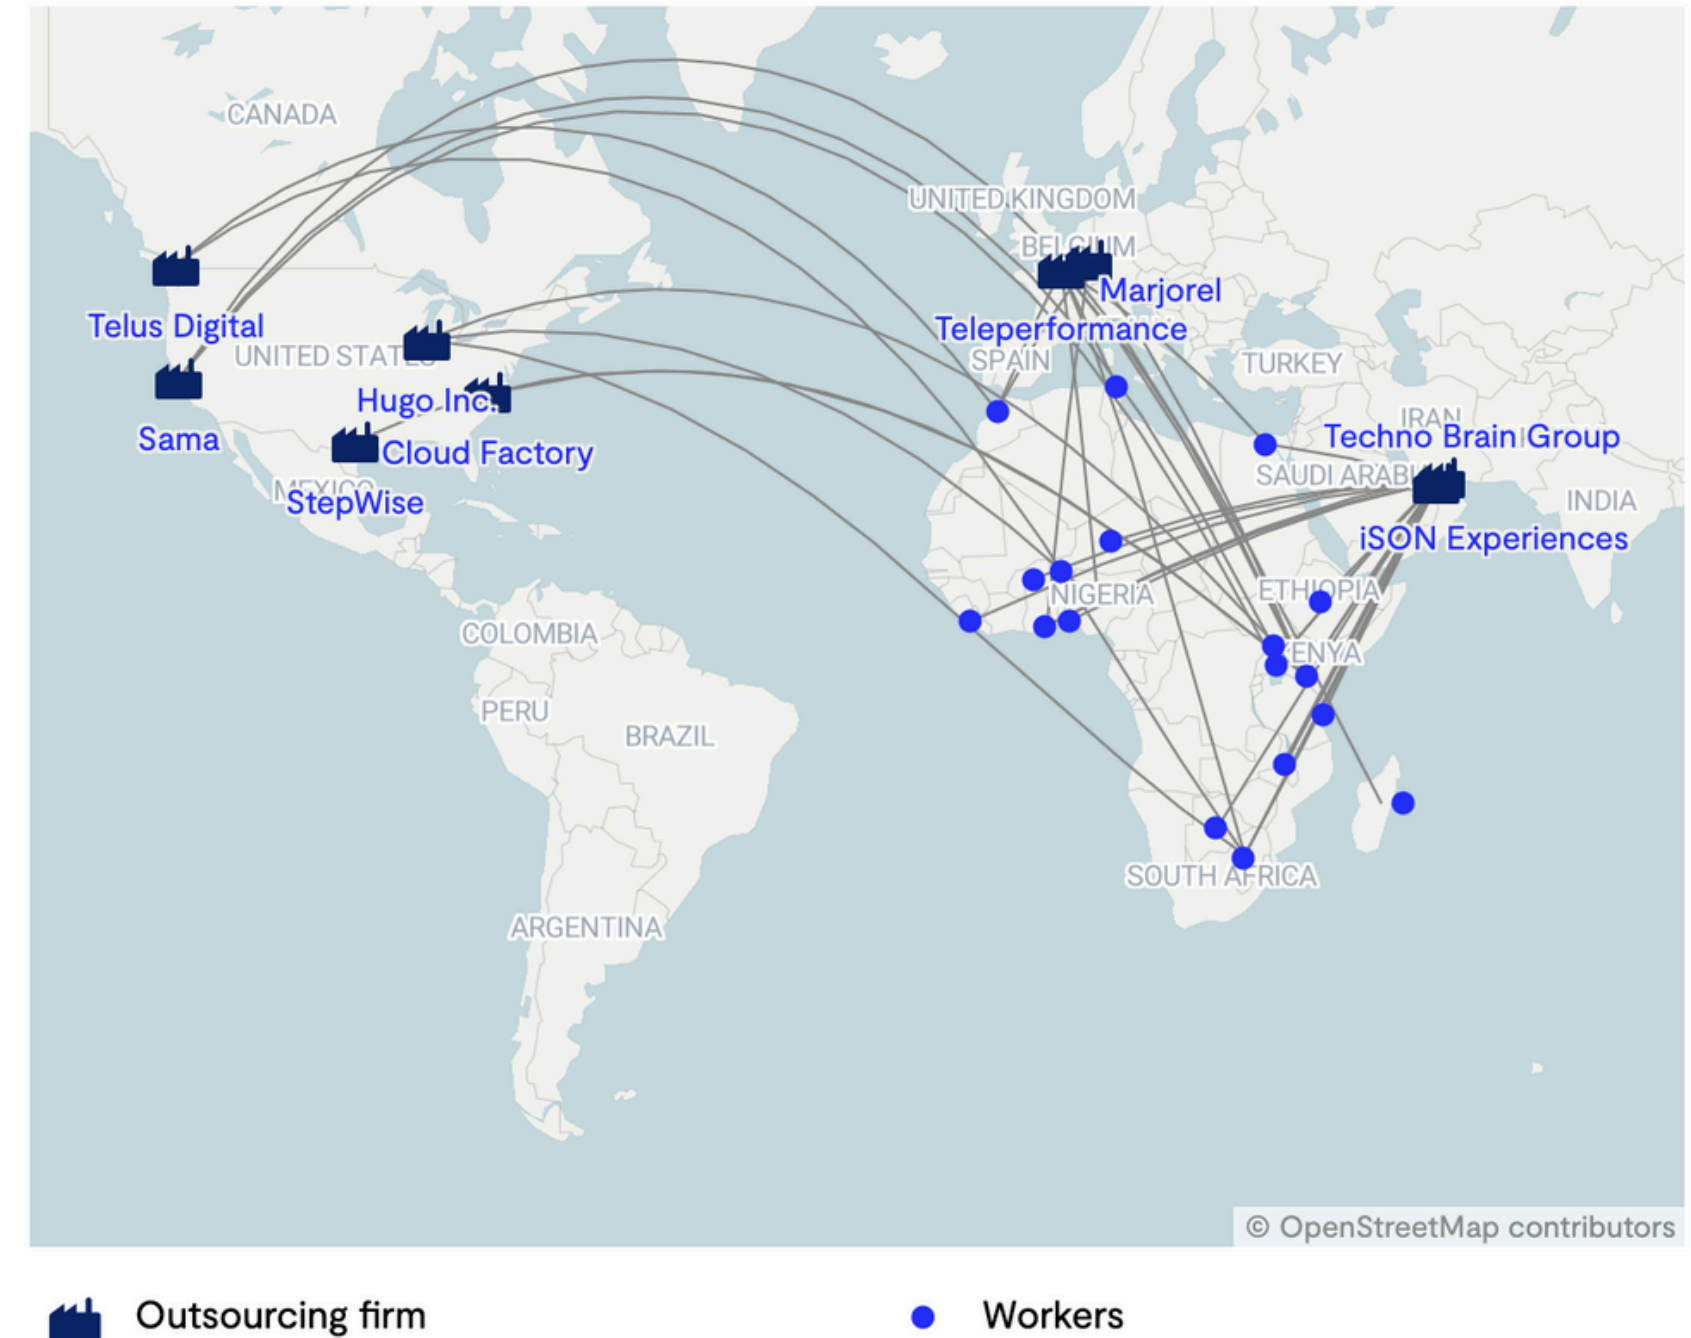 CANADA
UNITED KINGDOM
BELGIUM
Marjorel
Telus Digital
Teleperformance
UNITED STATES
SPAIN
TURKEY
Hugo Inc.
IRAN
Sama
Cloud Factory
Techno Brain Group
MEXICO
SAUDI ARABI
StepWise
INDIA
iSON Experiences
NIGERIA
ETHIOPIA
COLOMBIA
KENYA
PERU
BRAZIL
SOUTH AFRICA
ARGENTINA
© OpenStreetMap contributors
Outsourcing firm
Workers